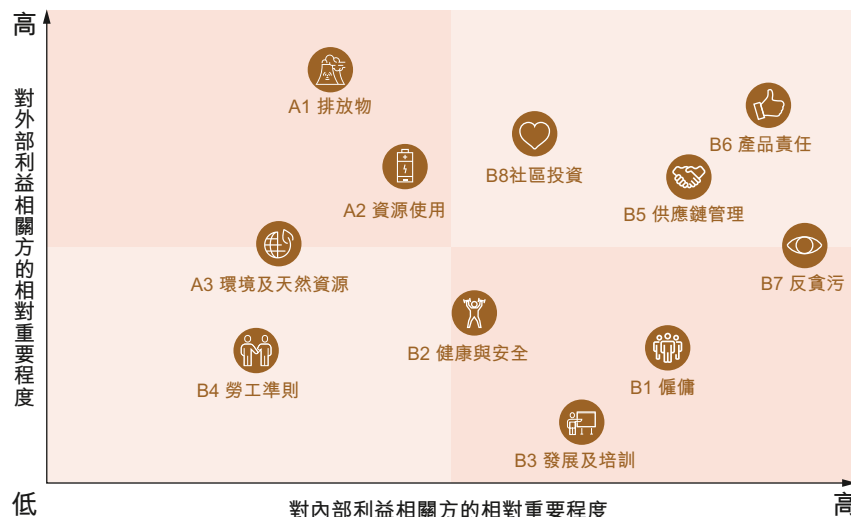 高
對外部利益相關方的相對重要程度
A1 排放物
B6 產品責任
B8社區投資
A2 資源使用
B5 供應鏈管理
A3 環境及天然資源
B7 反貪污
B2 健康與安全
B4 勞工準則
B1 僱傭
B3 發展及培訓
低
對內部利益相關方的相對重要程度
高